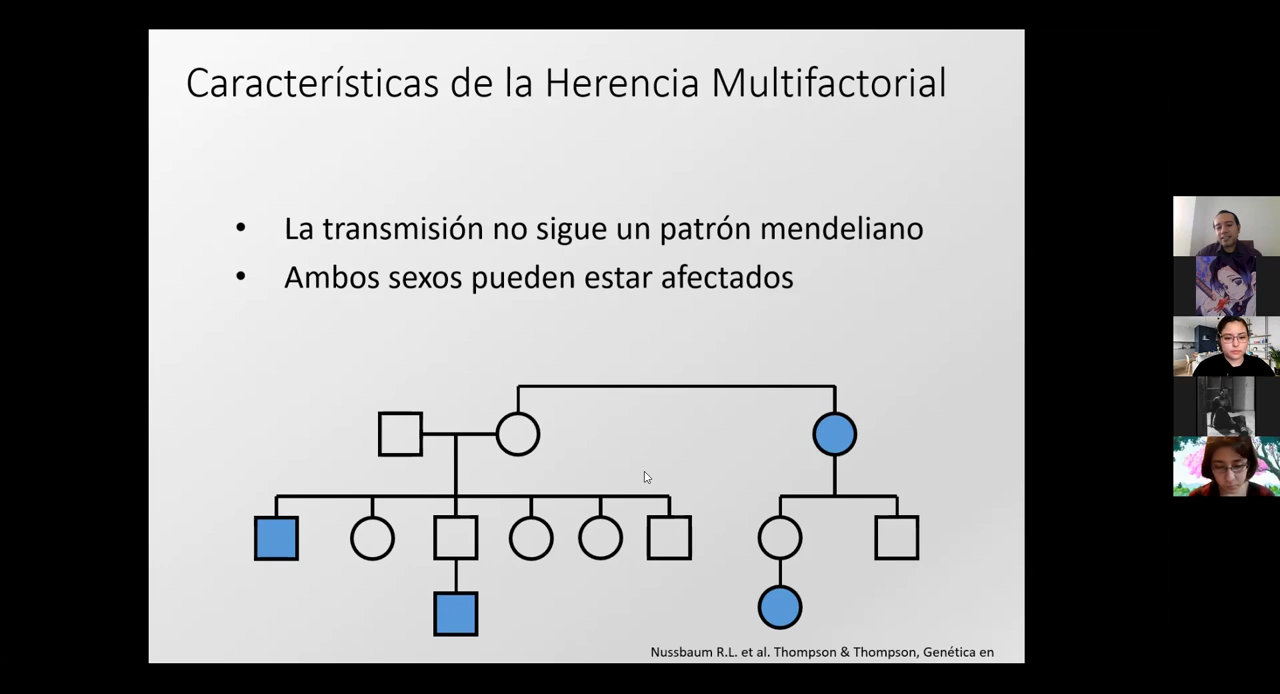 Características de la Herencia Multifactorial
• La transmisión no sigue un patrón mendeliano
• Ambos sexos pueden estar afectados
Nussbaum R.L. et al. Thompson & Thompson, Genética en